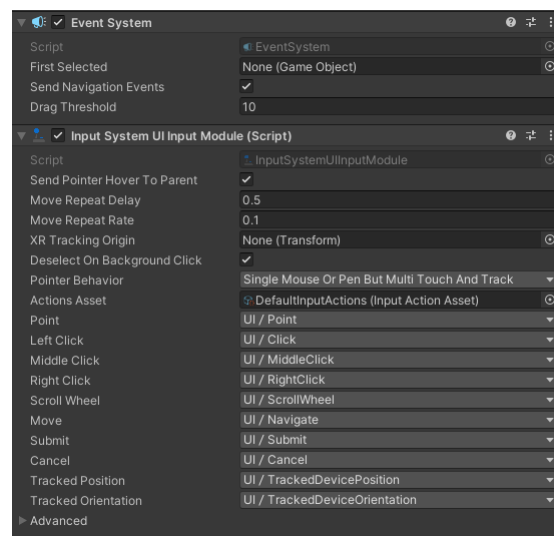 Event System
Script EventSystem
First Selected None (Game Object)
Send Navigation Events
Drag Threshold 10
Input System UI Input Module (Script)
Script InputSystemUIInputModule
Send Pointer Hover To Parent
Move Repeat Delay 0.5
Move Repeat Rate 0.1
XR Tracking Origin None (Transform)
Deselect On Background Click
Pointer Behavior Single Mouse Or Pen But Multi Touch And Track
Actions Asset DefaultInputActions (Input Action Asset)
Point UI / Point
Left Click UI / Click
Middle Click UI / MiddleClick
Right Click UI / RightClick
Scroll Wheel UI / ScrollWheel
Move UI / Navigate
Submit UI / Submit
Cancel UI / Cancel
Tracked Position UI / TrackedDevicePosition
Tracked Orientation UI / TrackedDeviceOrientation
Advanced